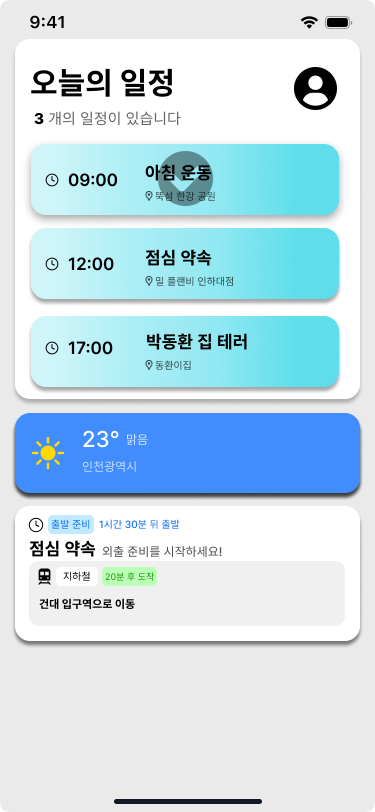 9:41
오늘의 일정
3 개의 일정이 있습니다
09:00
아침 운동
뚝섬 한강 공원
12:00
점심 약속
밀 플랜비 인하대점
17:00
박동환 집 테러
동환이집
23° 맑음
인천광역시
출발 준비 1시간 30분 뒤 출발
점심 약속 외출 준비를 시작하세요!
지하철 20분 후 도착
건대 입구역으로 이동